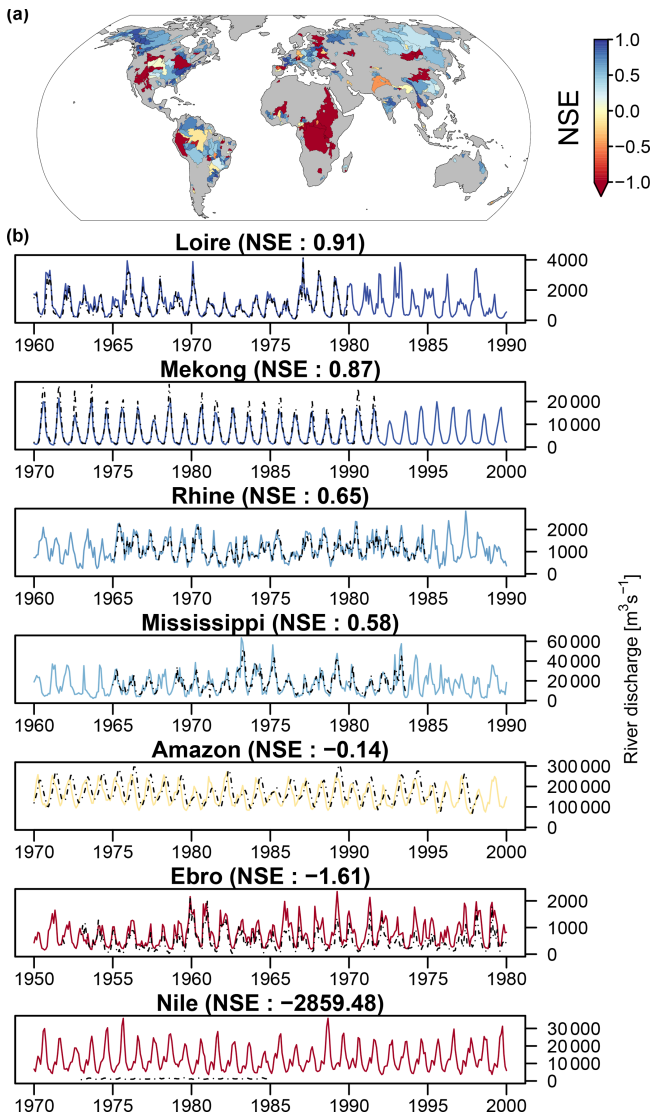 (a)
NSE
1.0
0.5
0.0
−0.5
−1.0
(b)
Loire (NSE : 0.91)
4000
2000
0
1960 1965 1970 1975 1980 1985 1990
Mekong (NSE : 0.87)
20 000
10 000
0
1970 1975 1980 1985 1990 1995 2000
Rhine (NSE : 0.65)
2000
1000
0
1960 1965 1970 1975 1980 1985 1990
Mississippi (NSE : 0.58)
60 000
40 000
20 000
0
1960 1965 1970 1975 1980 1985 1990
Amazon (NSE : −0.14)
300 000
200 000
100 000
0
1970 1975 1980 1985 1990 1995 2000
Ebro (NSE : −1.61)
2000
1000
0
1950 1955 1960 1965 1970 1975 1980
Nile (NSE : −2859.48)
30 000
20 000
10 000
0
1970 1975 1980 1985 1990 1995 2000
River discharge [m³s⁻¹]